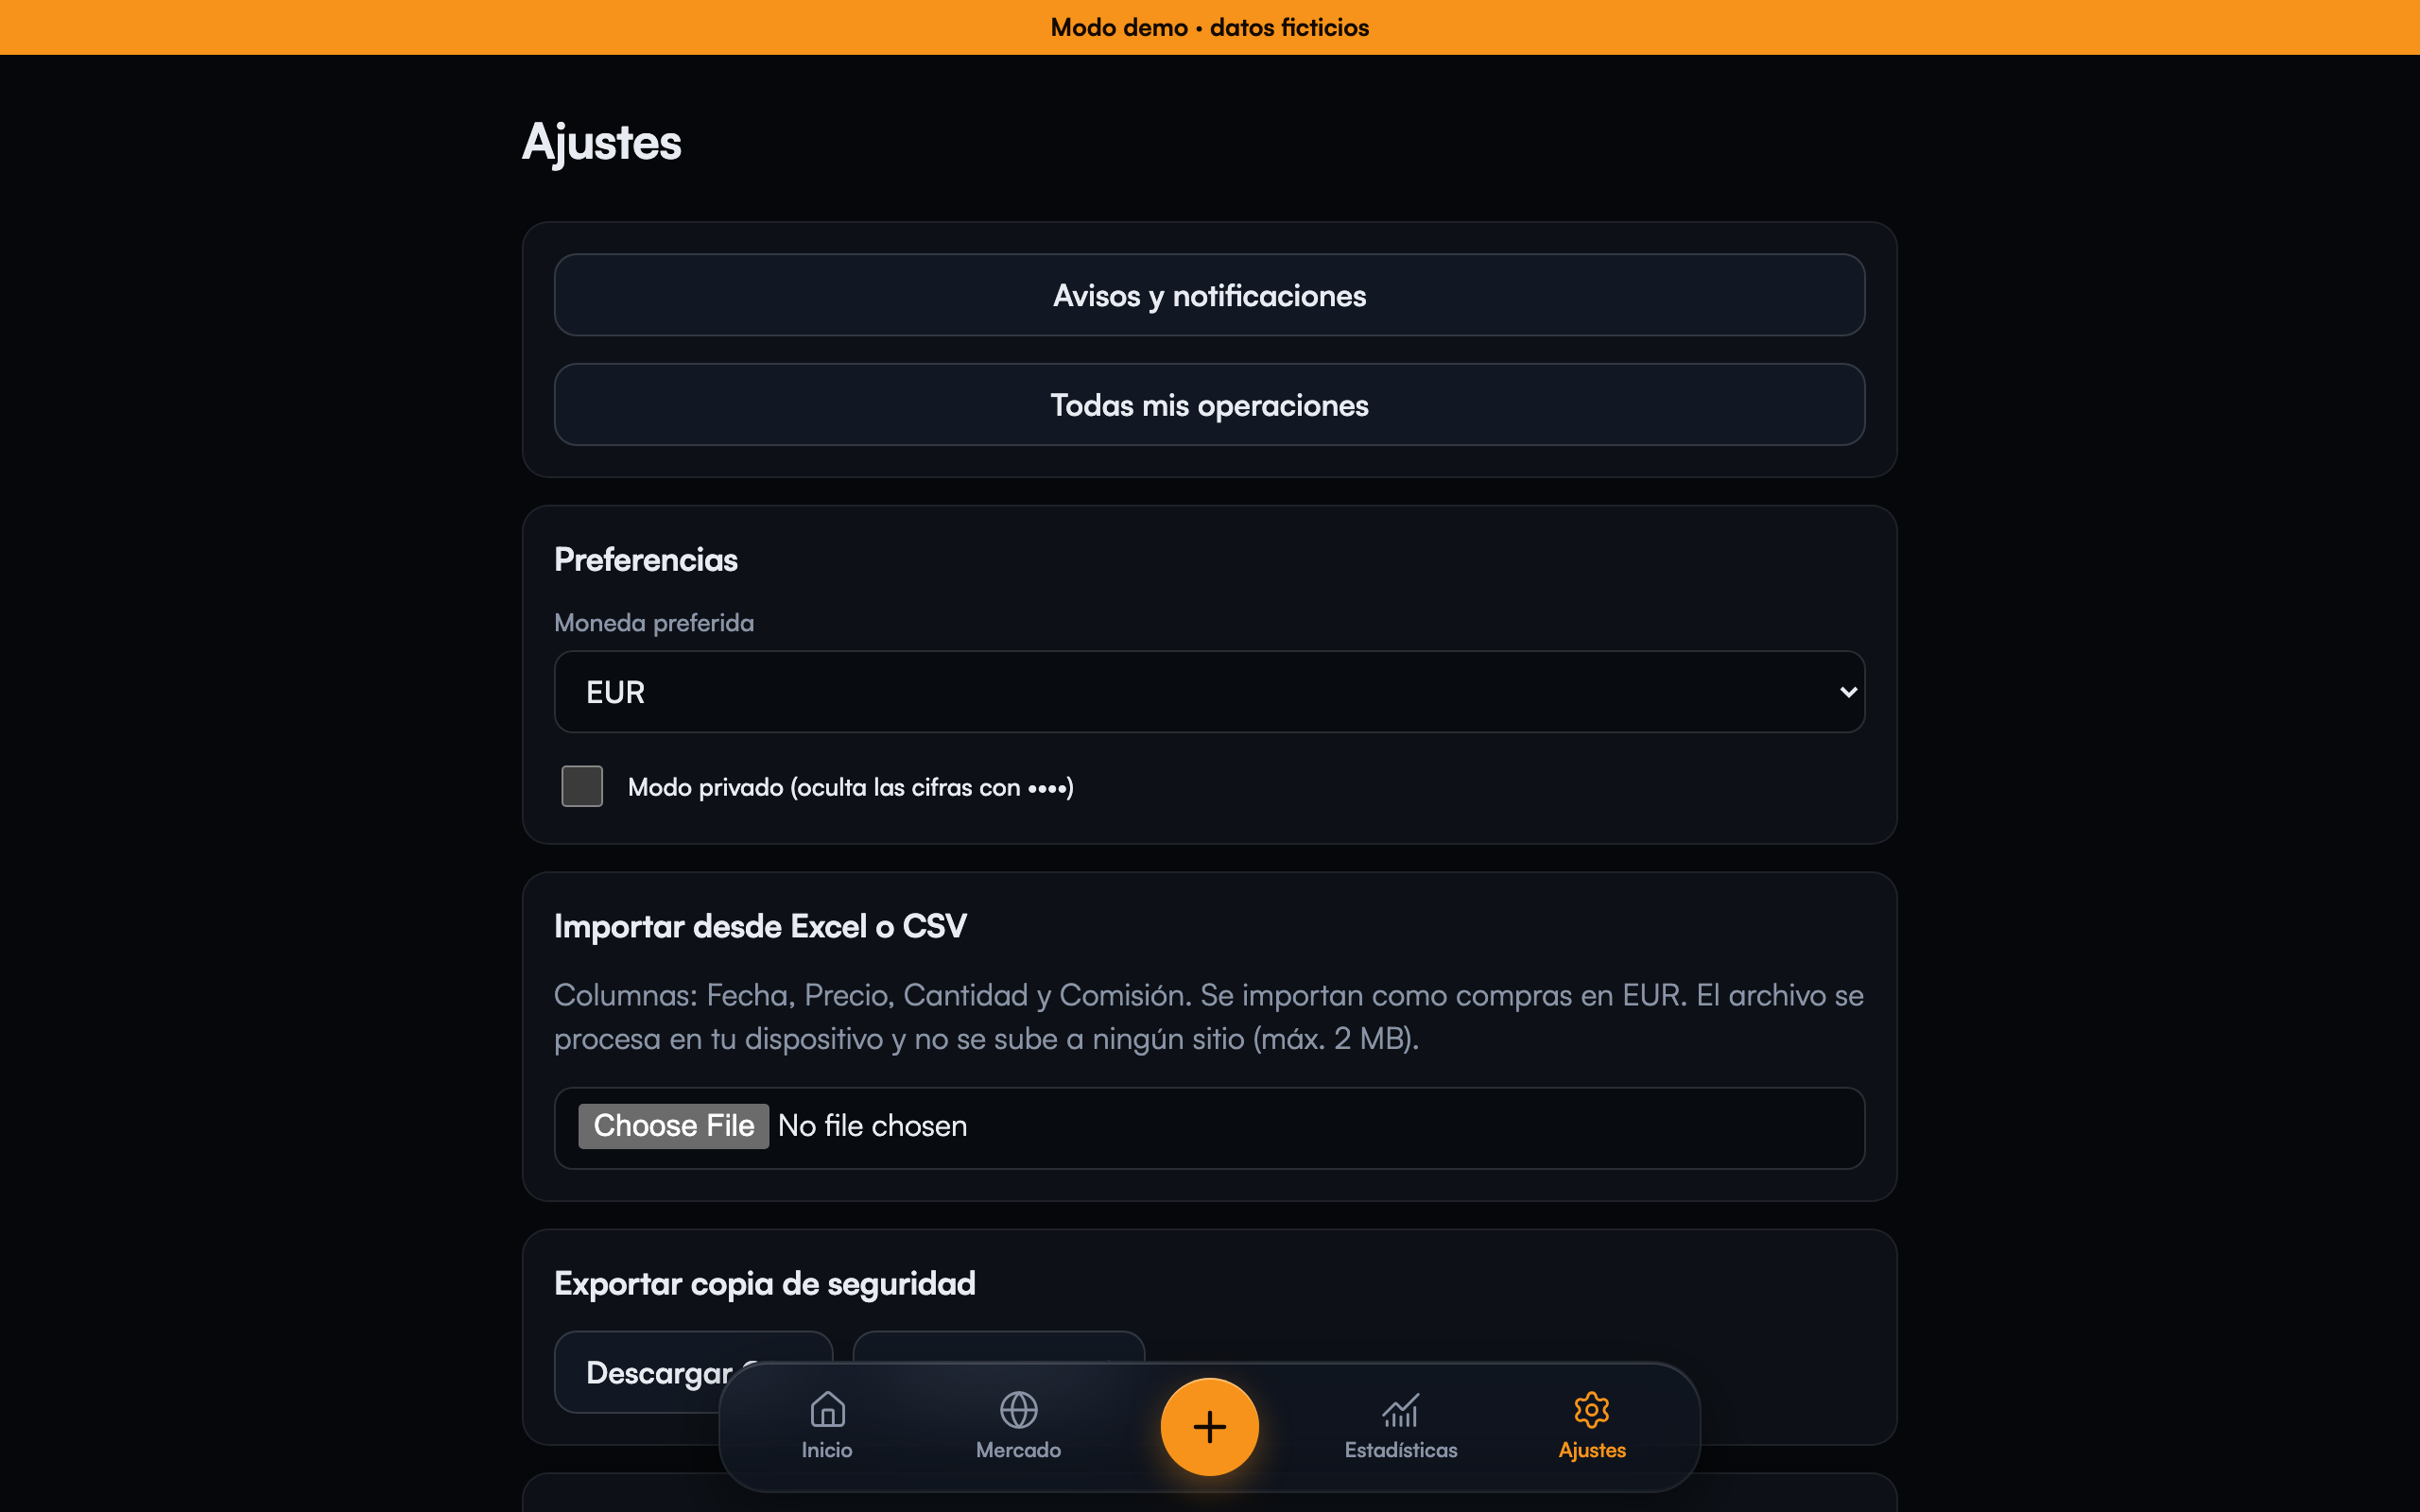 Modo demo • datos ficticios
Ajustes
Avisos y notificaciones
Todas mis operaciones
Preferencias
Moneda preferida
EUR
Modo privado (oculta las cifras con ••••)
Importar desde Excel o CSV
Columnas: Fecha, Precio, Cantidad y Comisión. Se importan como compras en EUR. El archivo se
procesa en tu dispositivo y no se sube a ningún sitio (máx. 2 MB).
Choose File No file chosen
Exportar copia de seguridad
Descargar
Inicio
Mercado
Estadísticas
Ajustes